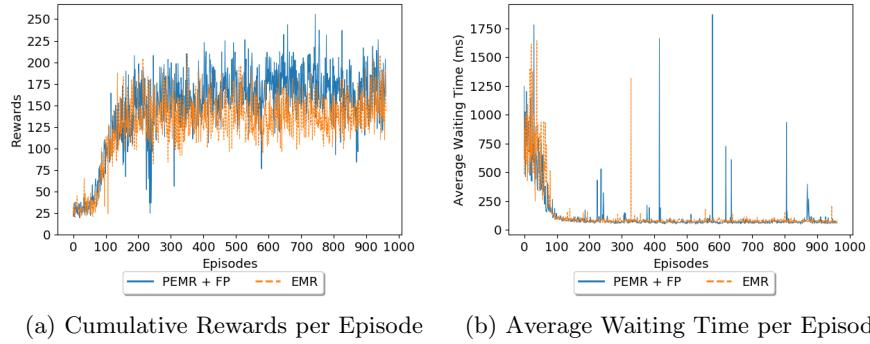 250
225
200
175
150
125
100
75
50
25
0
Rewards
0 100 200 300 400 500 600 700 800 900 1000
Episodes
PEMR + FP EMR
(a) Cumulative Rewards per Episode
1750
1500
1250
1000
750
500
250
0
Average Waiting Time (ms)
0 100 200 300 400 500 600 700 800 900 1000
Episodes
PEMR + FP EMR
(b) Average Waiting Time per Episod